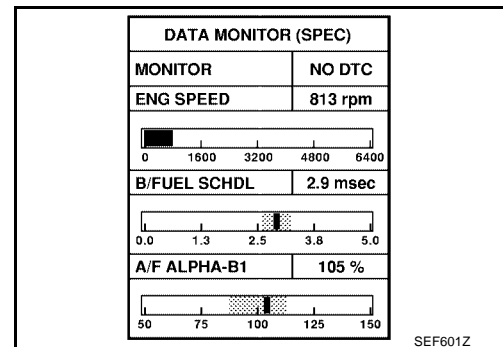 DATA MONITOR (SPEC)
MONITOR NO DTC
ENG SPEED 813 rpm
0 1600 3200 4800 6400
B/FUEL SCHDL 2.9 msec
0.0 1.3 2.5 3.8 5.0
A/F ALPHA-B1 105 %
50 75 100 125 150
SEF601Z